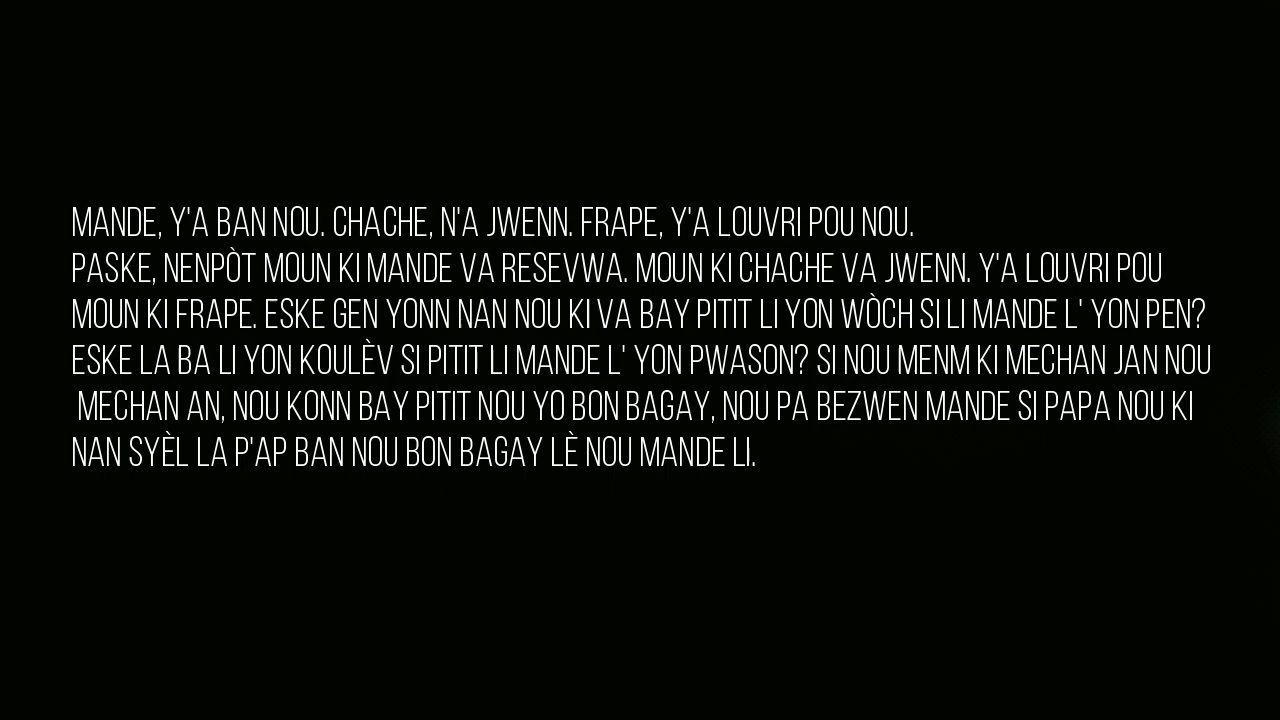 MANDE, Y'A BAN NOU. CHACHE, N'A JWENN. FRAPE, Y'A LOUVRI POU NOU.
PASKE, NENPÒT MOUN KI MANDE VA RESEVWA. MOUN KI CHACHE VA JWENN. Y'A LOUVRI POU
MOUN KI FRAPE. ESKE GEN YONN NAN NOU KI VA BAY PITIT LI YON WÒCH SI LI MANDE L' YON PEN?
ESKE LA BA LI YON KOULÈV SI PITIT LI MANDE L' YON PWASON? SI NOU MENM KI MECHAN JAN NOU
MECHAN AN, NOU KONN BAY PITIT NOU YO BON BAGAY, NOU PA BEZWEN MANDE SI PAPA NOU KI
NAN SYÈL LA P'AP BAN NOU BON BAGAY LÈ NOU MANDE LI.